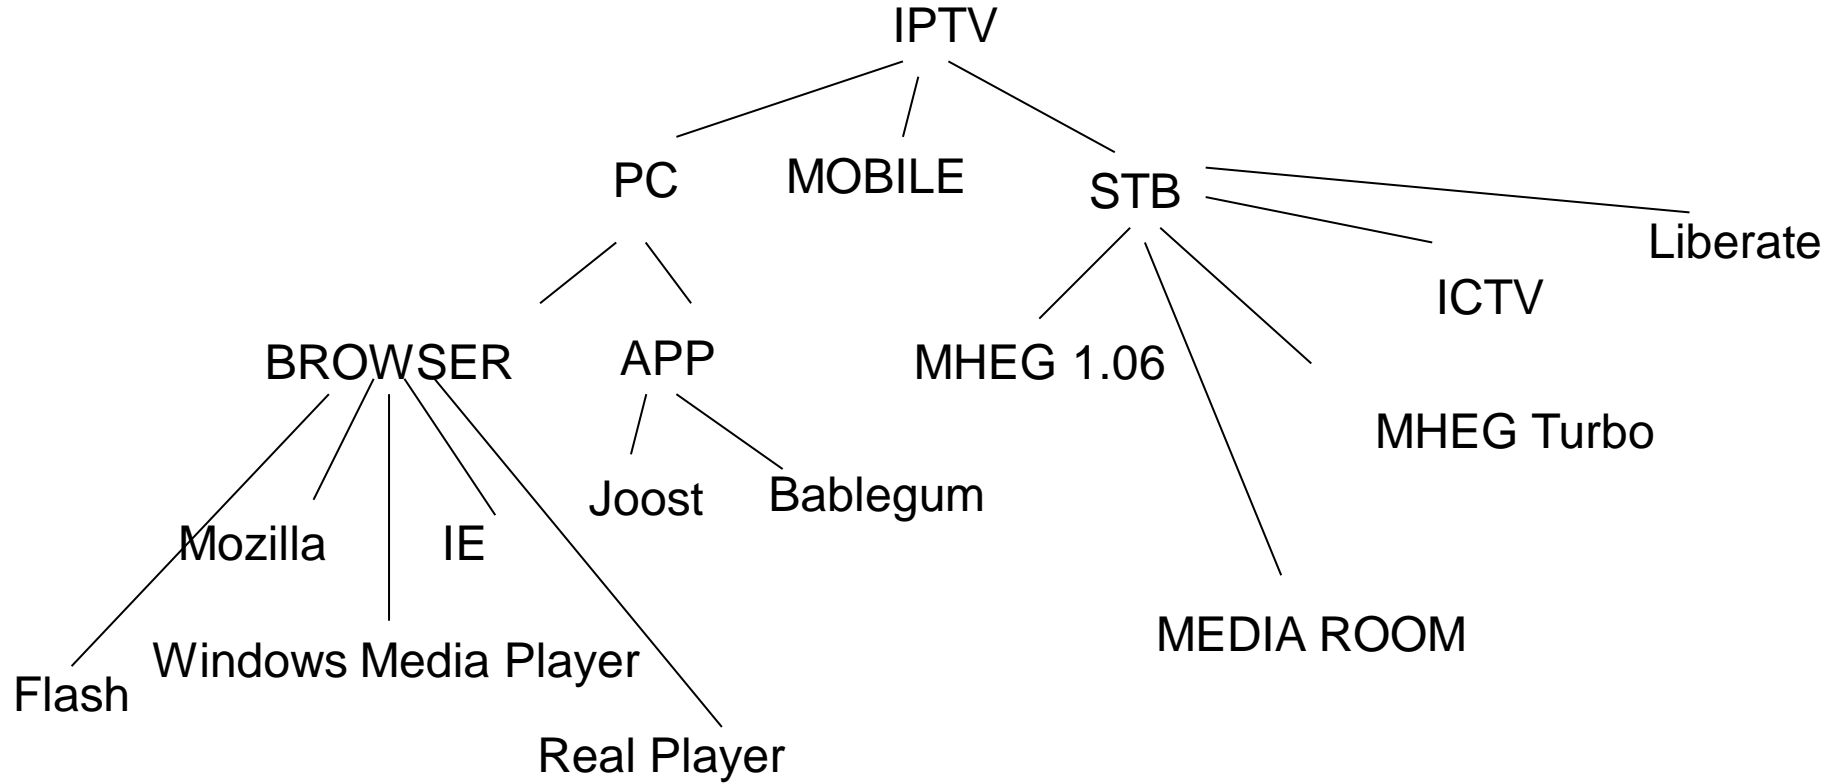 IPTV
PC
MOBILE
STB
Liberate
ICTV
BROWSER
APP
MHEG 1.06
MHEG Turbo
Joost
Bablegum
Mozilla
IE
MEDIA ROOM
Windows Media Player
Flash
Real Player